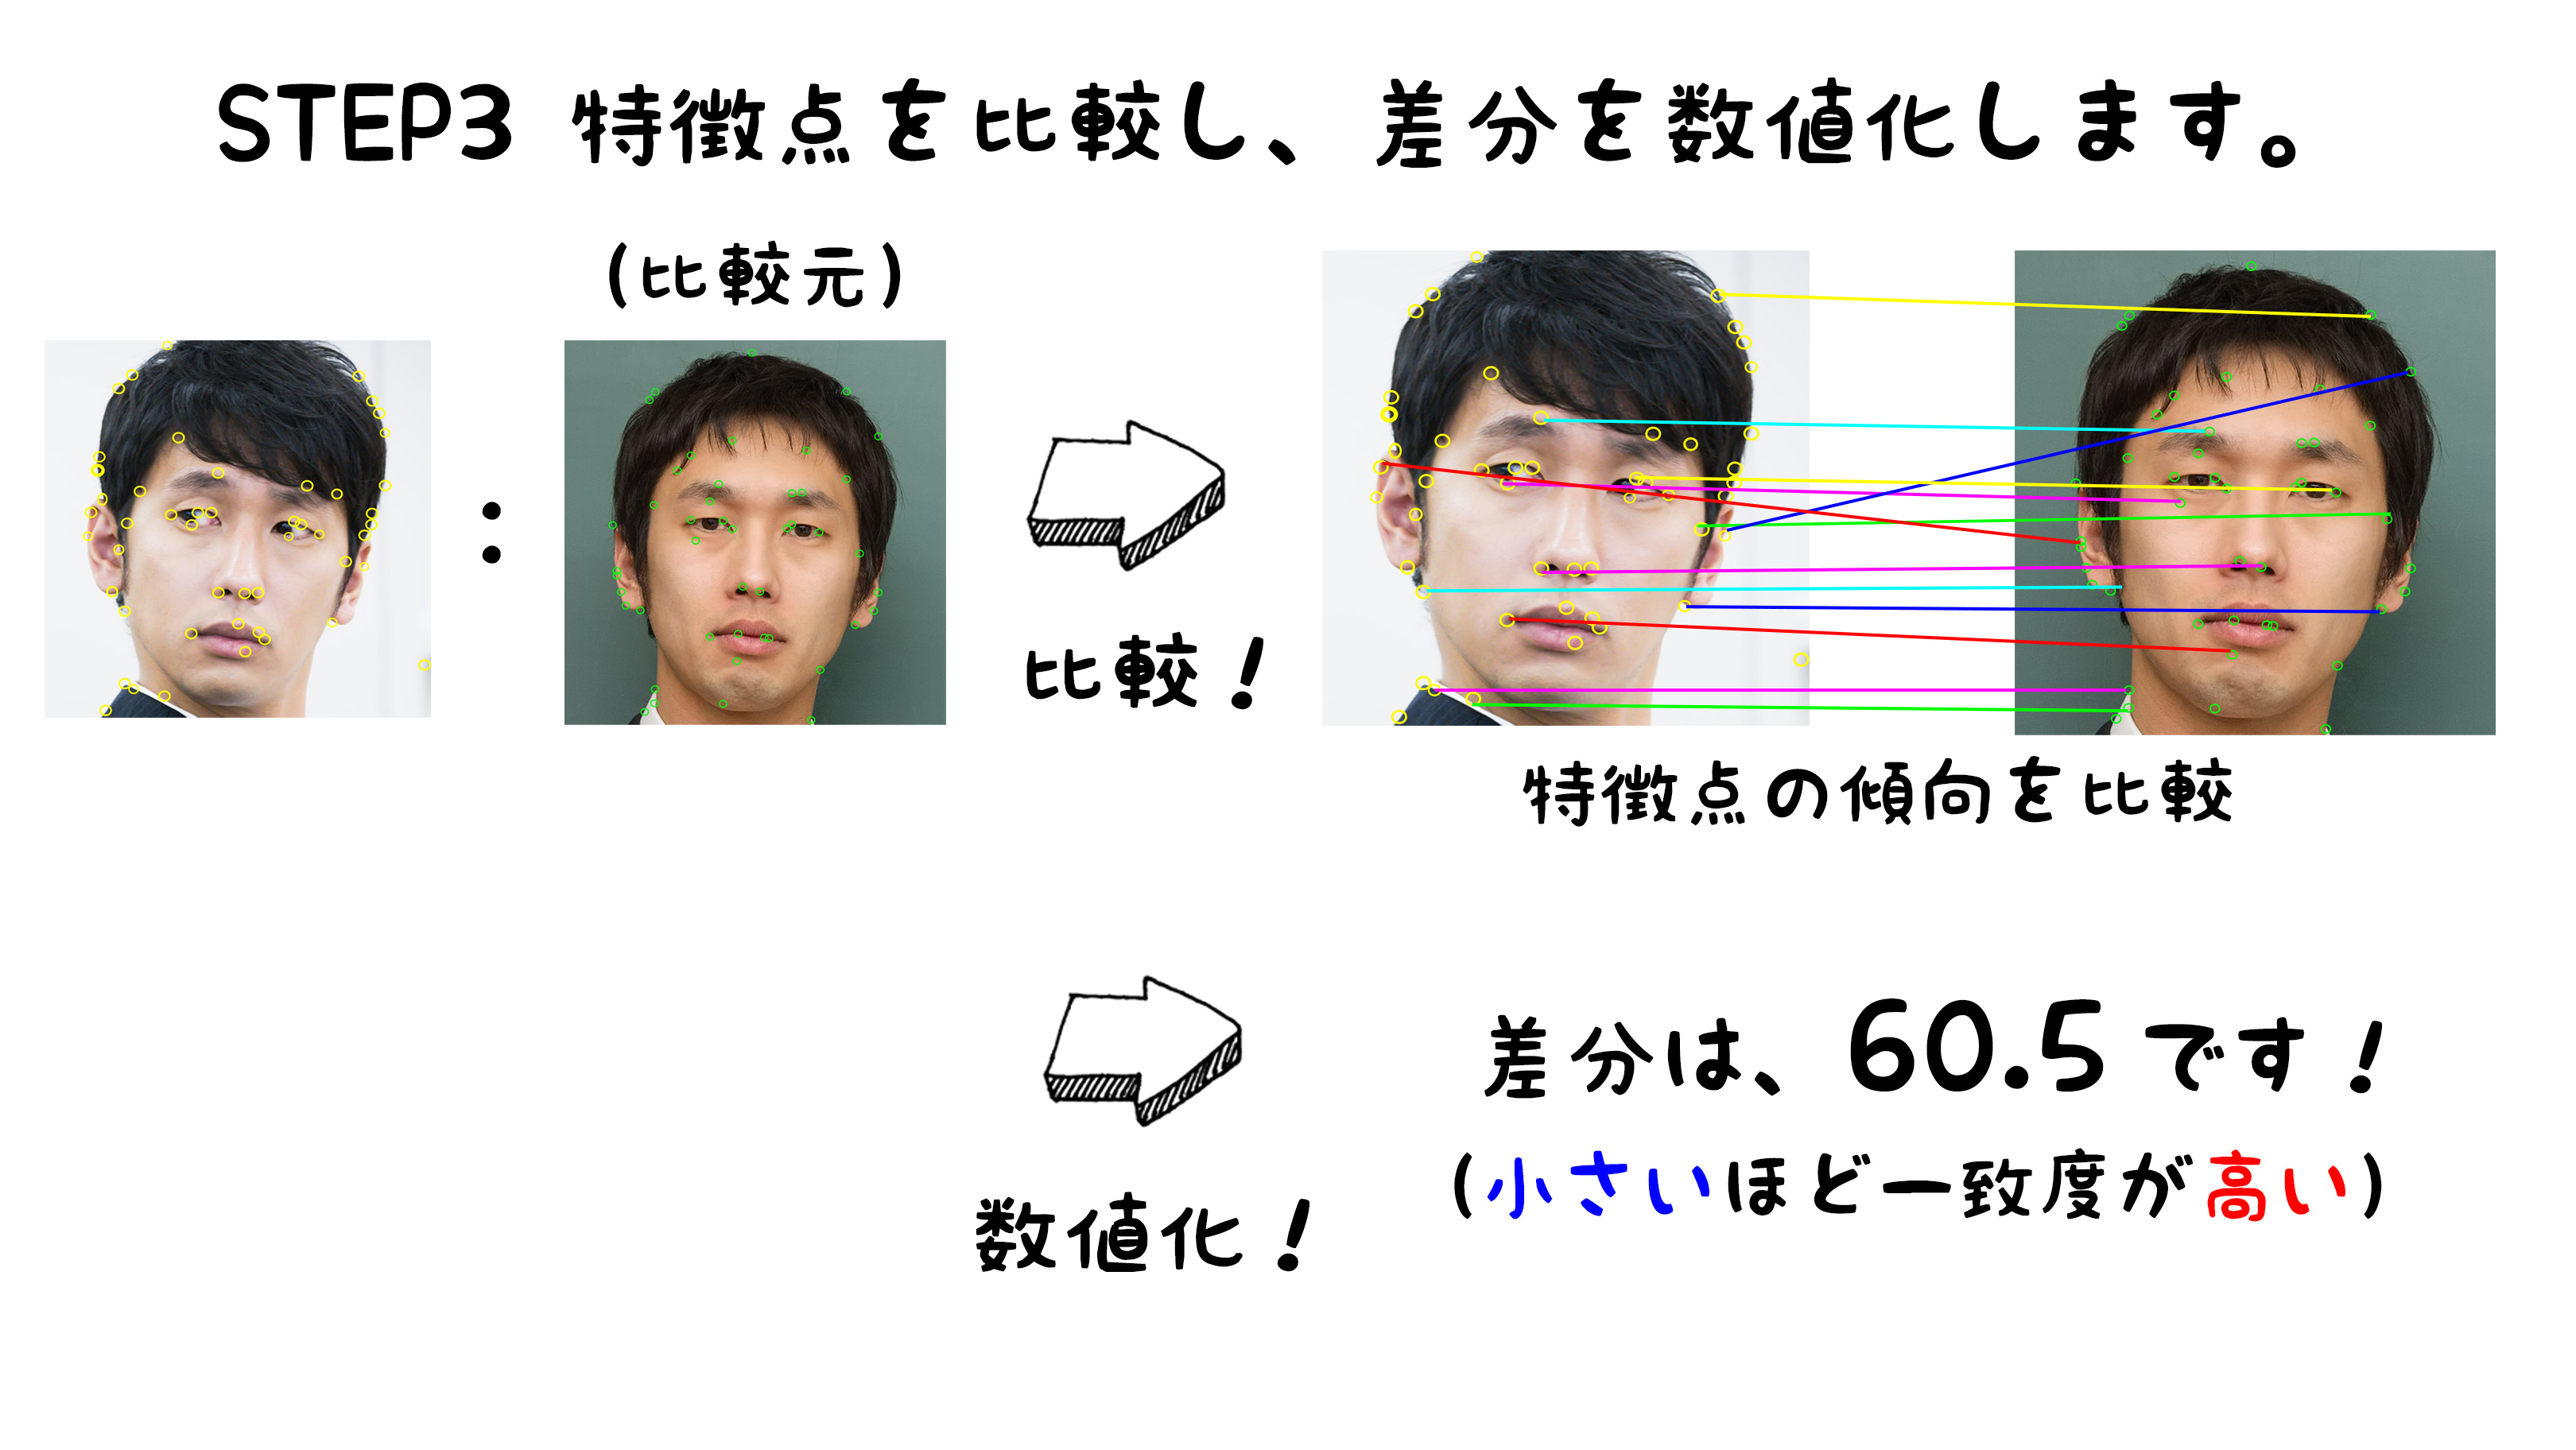 STEP3 特徴点を比較し、差分を数値化します。
(比較元)
:
比較!
特徴点の傾向を比較
数値化!
差分は、60.5です!
(小さいほど一致度が高い)